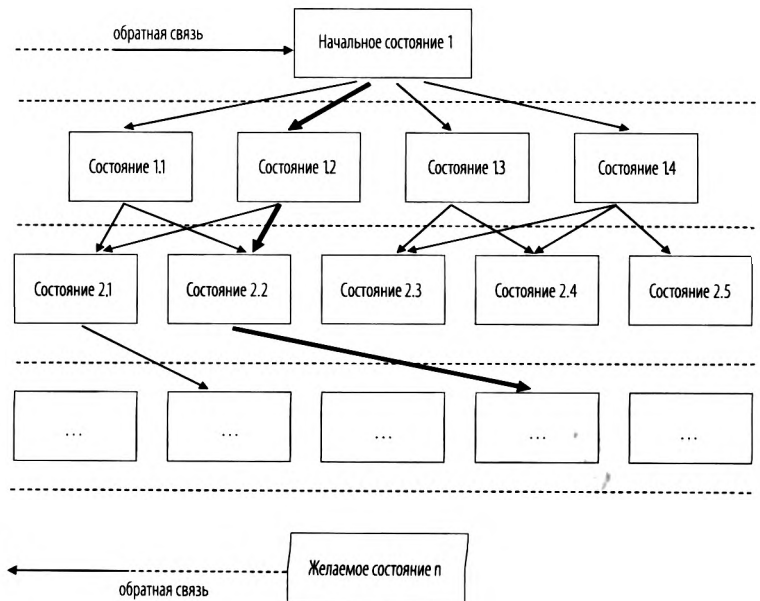 обратная связь
Начальное состояние 1
Состояние 1.1
Состояние 1.2
Состояние 1.3
Состояние 1.4
Состояние 2.1
Состояние 2.2
Состояние 2.3
Состояние 2.4
Состояние 2.5
...
...
...
...
...
Желаемое состояние n
обратная связь